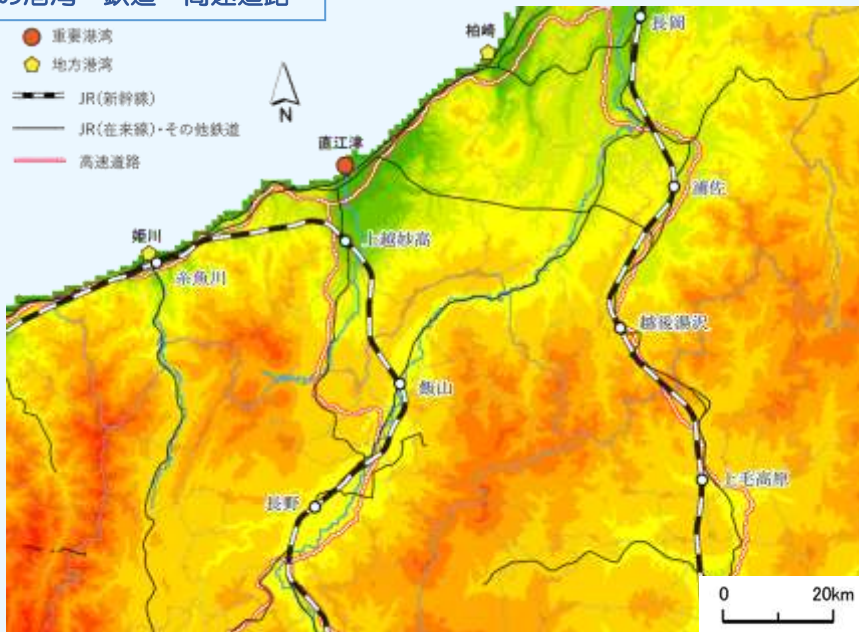 の港湾・鉄道・高速道路
重要港湾
地方港湾
JR(新幹線)
JR(在来線)・その他鉄道
高速道路
N
柏崎
長岡
直江津
浦佐
姫川
上越妙高
糸魚川
越後湯沢
飯山
上毛高原
長野
0 20km